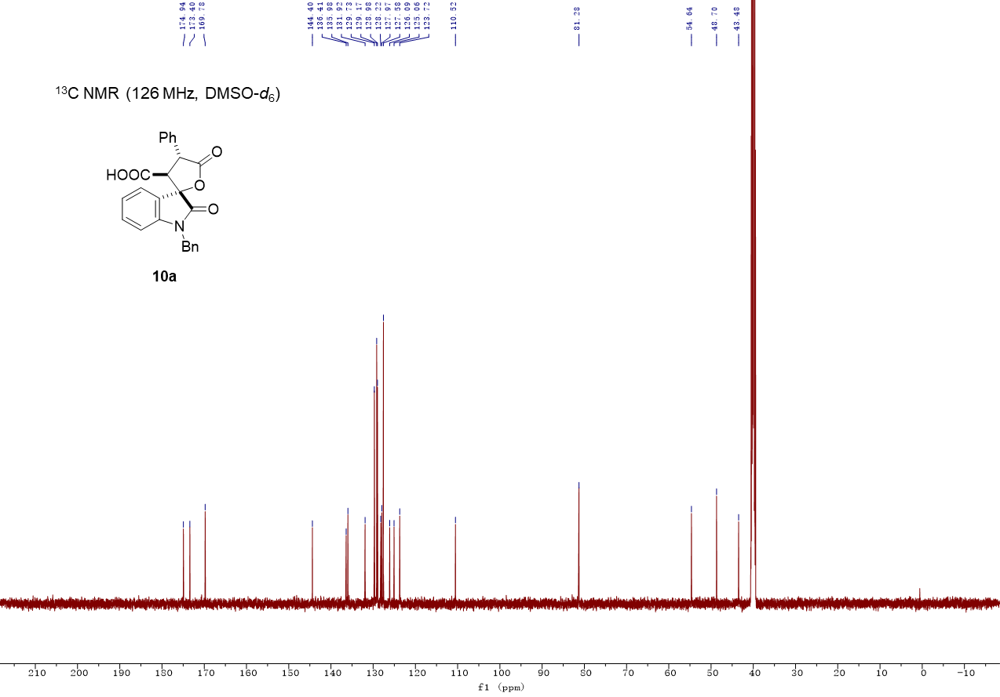 174.94
173.40
169.78
144.40
136.41
135.98
131.92
129.73
129.17
128.98
128.22
127.97
127.58
126.09
125.06
123.72
110.52
81.28
54.64
48.70
43.48
13C NMR (126 MHz, DMSO-d6)
Ph
O
HOOC
O
O
N
Bn
10a
210 200 190 180 170 160 150 140 130 120 110 100 90 80 70 60 50 40 30 20 10 0 -10
f1 (ppm)